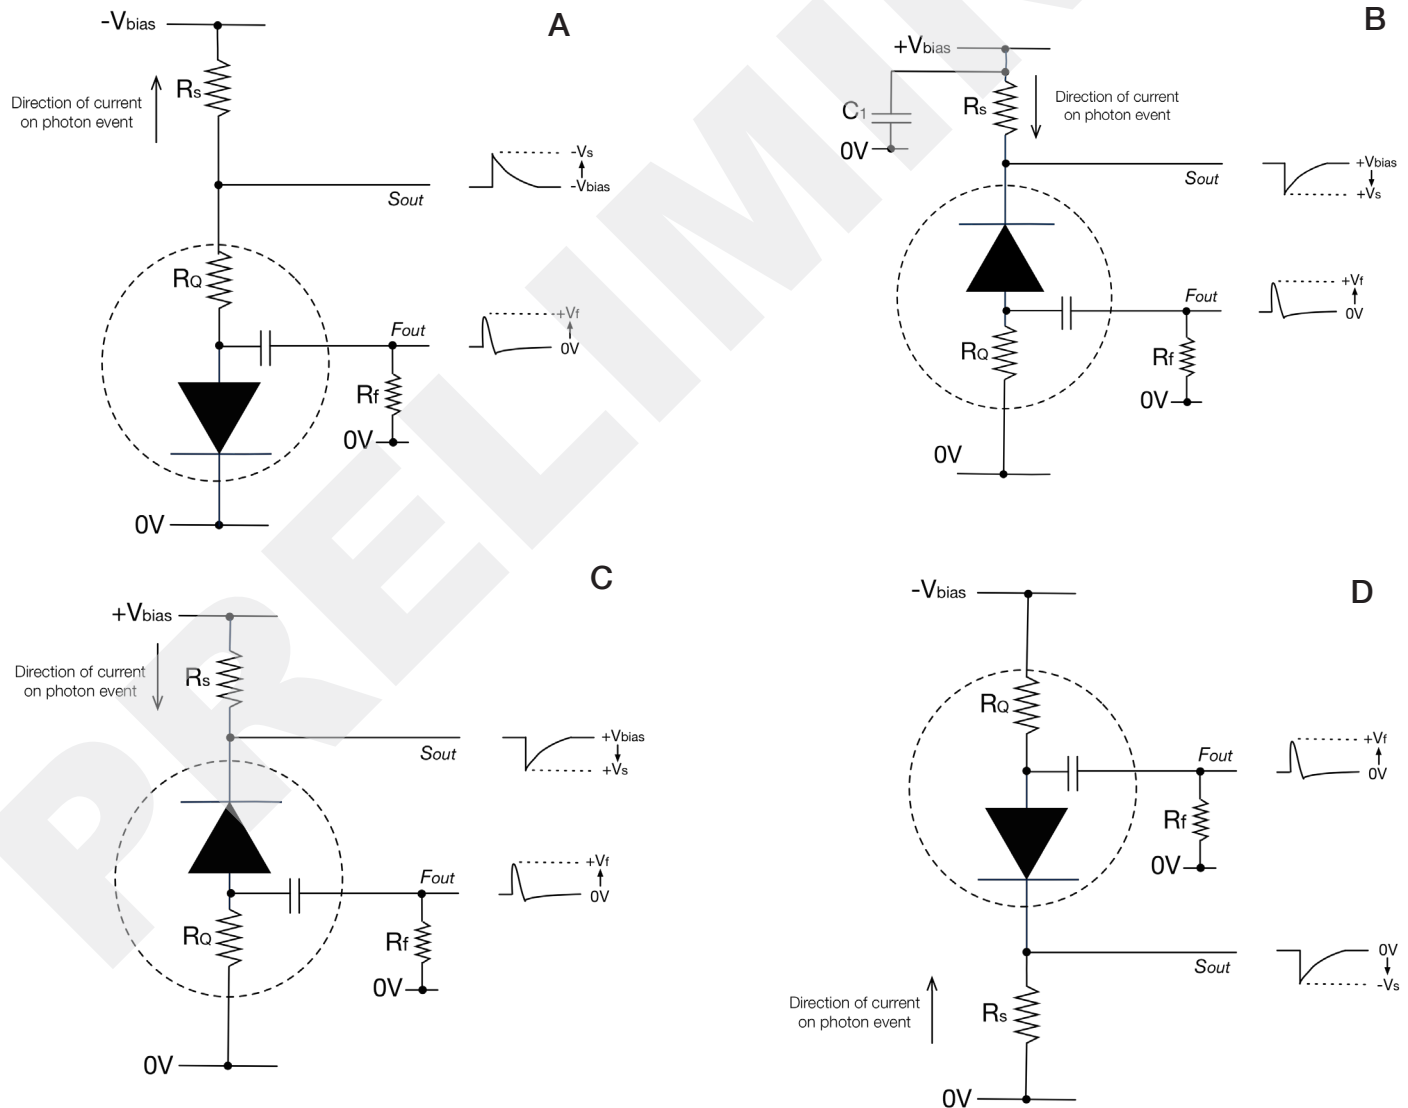 A
-Vbias
Rs
Direction of current
on photon event
-Vs
-Vbias
Sout
RQ
+Vf
0V
Fout
Rf
0V
0V
B
+Vbias
C1
0V
Rs
Direction of current
on photon event
Sout
+Vbias
+Vs
Fout
+Vf
0V
RQ
Rf
0V
0V
C
+Vbias
Direction of current
on photon event
Rs
Sout
+Vbias
+Vs
Fout
+Vf
0V
RQ
Rf
0V
0V
D
-Vbias
RQ
Fout
+Vf
0V
Rf
0V
Sout
0V
-Vs
Direction of current
on photon event
Rs
0V
PRELIMIN